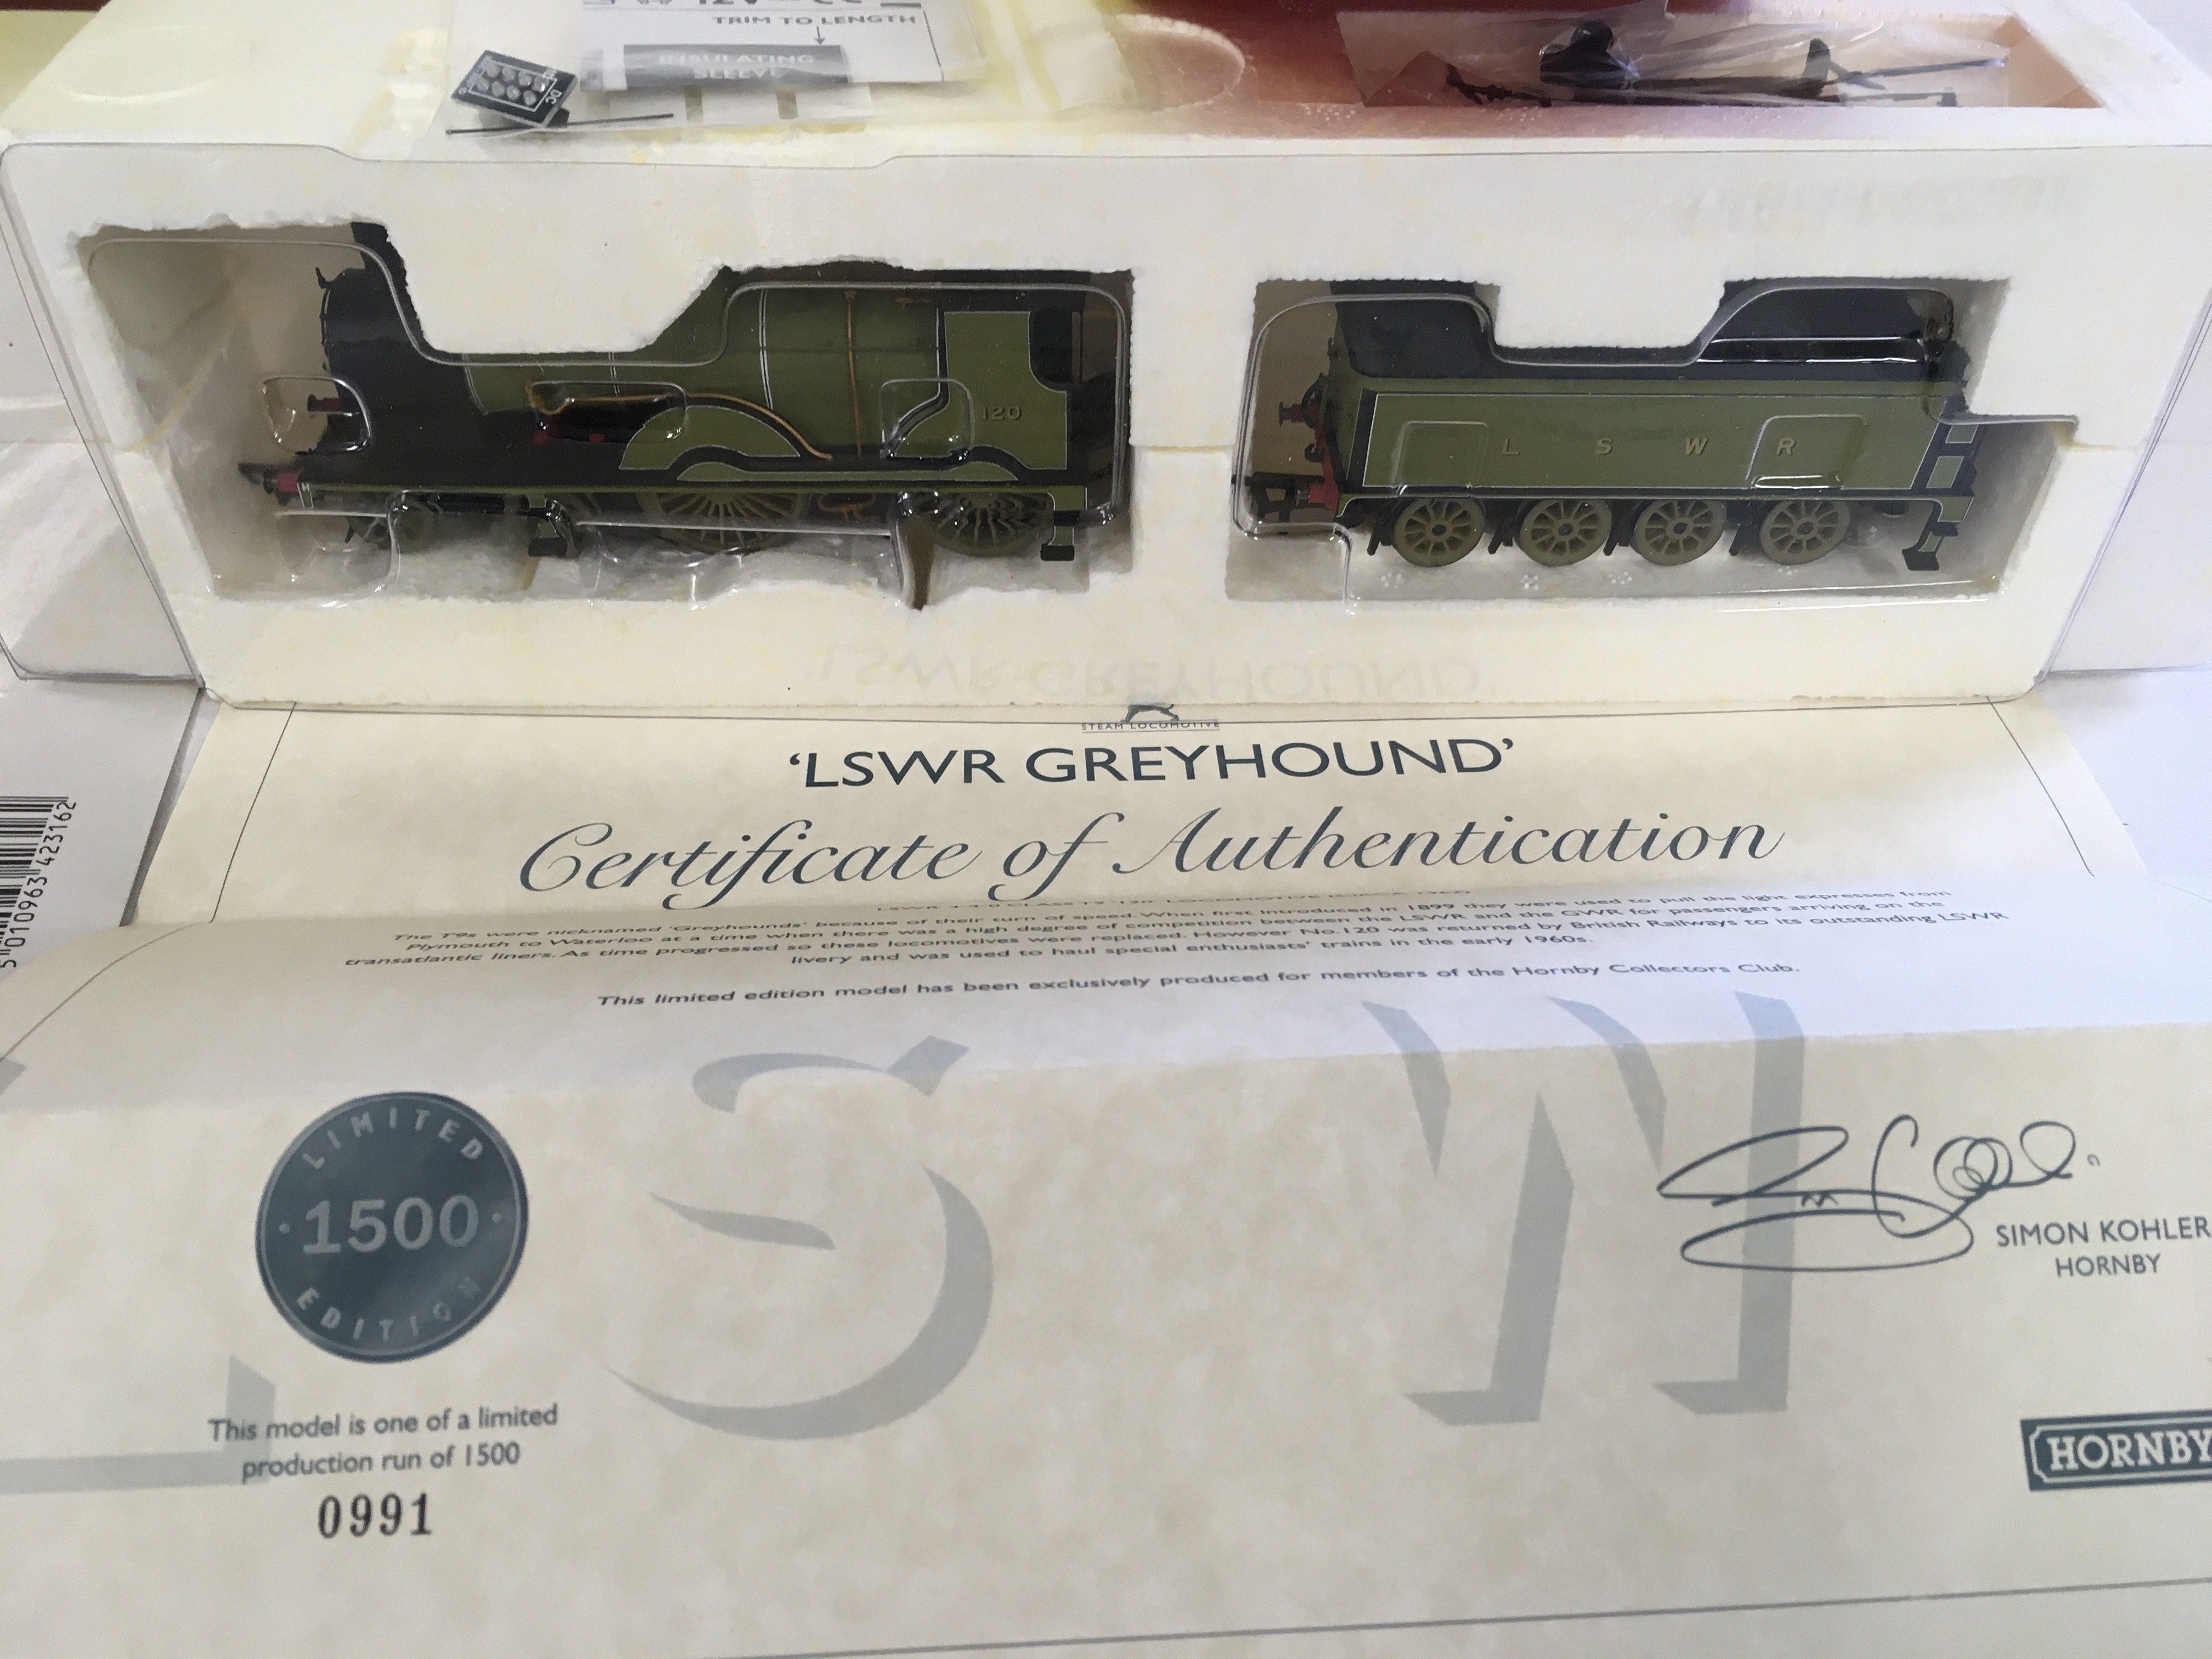 TRIM TO LENGTH
INSULATING
SLEEVE
DC
120
L S W R
STEAM LOCOMOTIVE
'LSWR GREYHOUND'
Certificate of Authentication
The T9s were nicknamed 'Greyhounds' because of their turn of speed. When first introduced in 1899 they were used to pull the light expresses from
Plymouth to Waterloo at a time when there was a high degree of competition between the LSWR and the GWR for passengers arriving on the
transatlantic liners. As time progressed so these locomotives were replaced. However No.120 was returned by British Railways to its outstanding LSWR
livery and was used to haul special enthusiasts' trains in the early 1960s.
This limited edition model has been exclusively produced for members of the Hornby Collectors Club.
5 010963 423162
L S W
LIMITED
·1500·
EDITION
This model is one of a limited
production run of 1500
0991
SIMON KOHLER
HORNBY
HORNBY